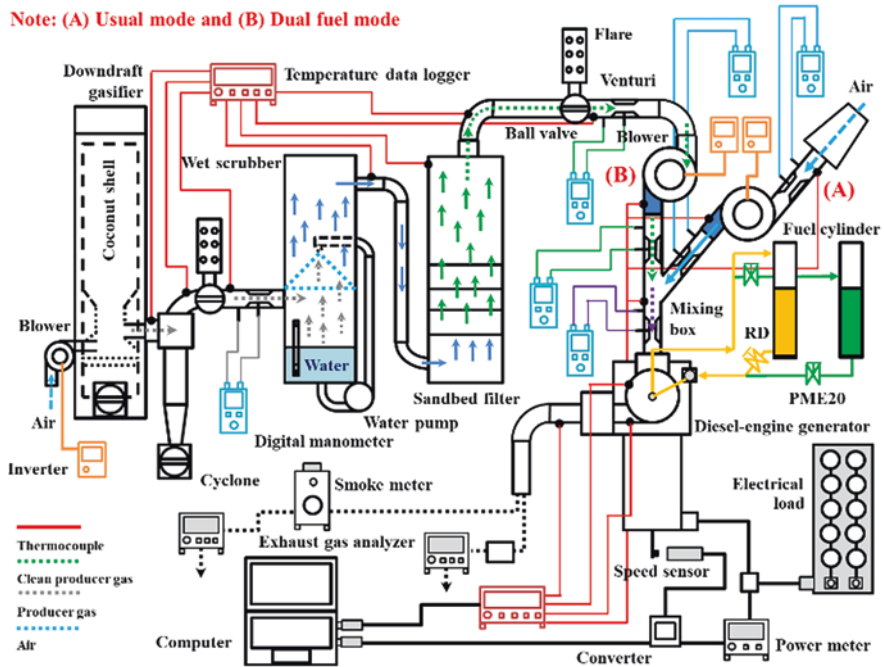 Note: (A) Usual mode and (B) Dual fuel mode
Flare
Downdraft
gasifier
Temperature data logger
Venturi
Air
Ball valve
Blower
Wet scrubber
(B)
(A)
Coconut shell
Fuel cylinder
Mixing
box
Blower
RD
Water
Sandbed filter
PME20
Air
Water pump
Diesel-engine generator
Digital manometer
Inverter
Cyclone
Smoke meter
Electrical
load
Exhaust gas analyzer
Thermocouple
Clean producer gas
Speed sensor
Producer gas
Air
Computer
Converter
Power meter